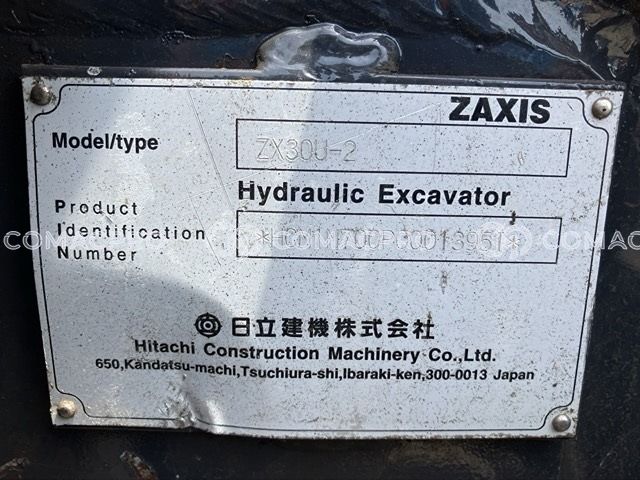 ZAXIS
Model/type ZX30U-2
Hydraulic Excavator
Product
Identification
Number
日立建機株式会社
Hitachi Construction Machinery Co.,Ltd.
650,Kandatsu-machi,Tsuchiura-shi,Ibaraki-ken,300-0013 Japan